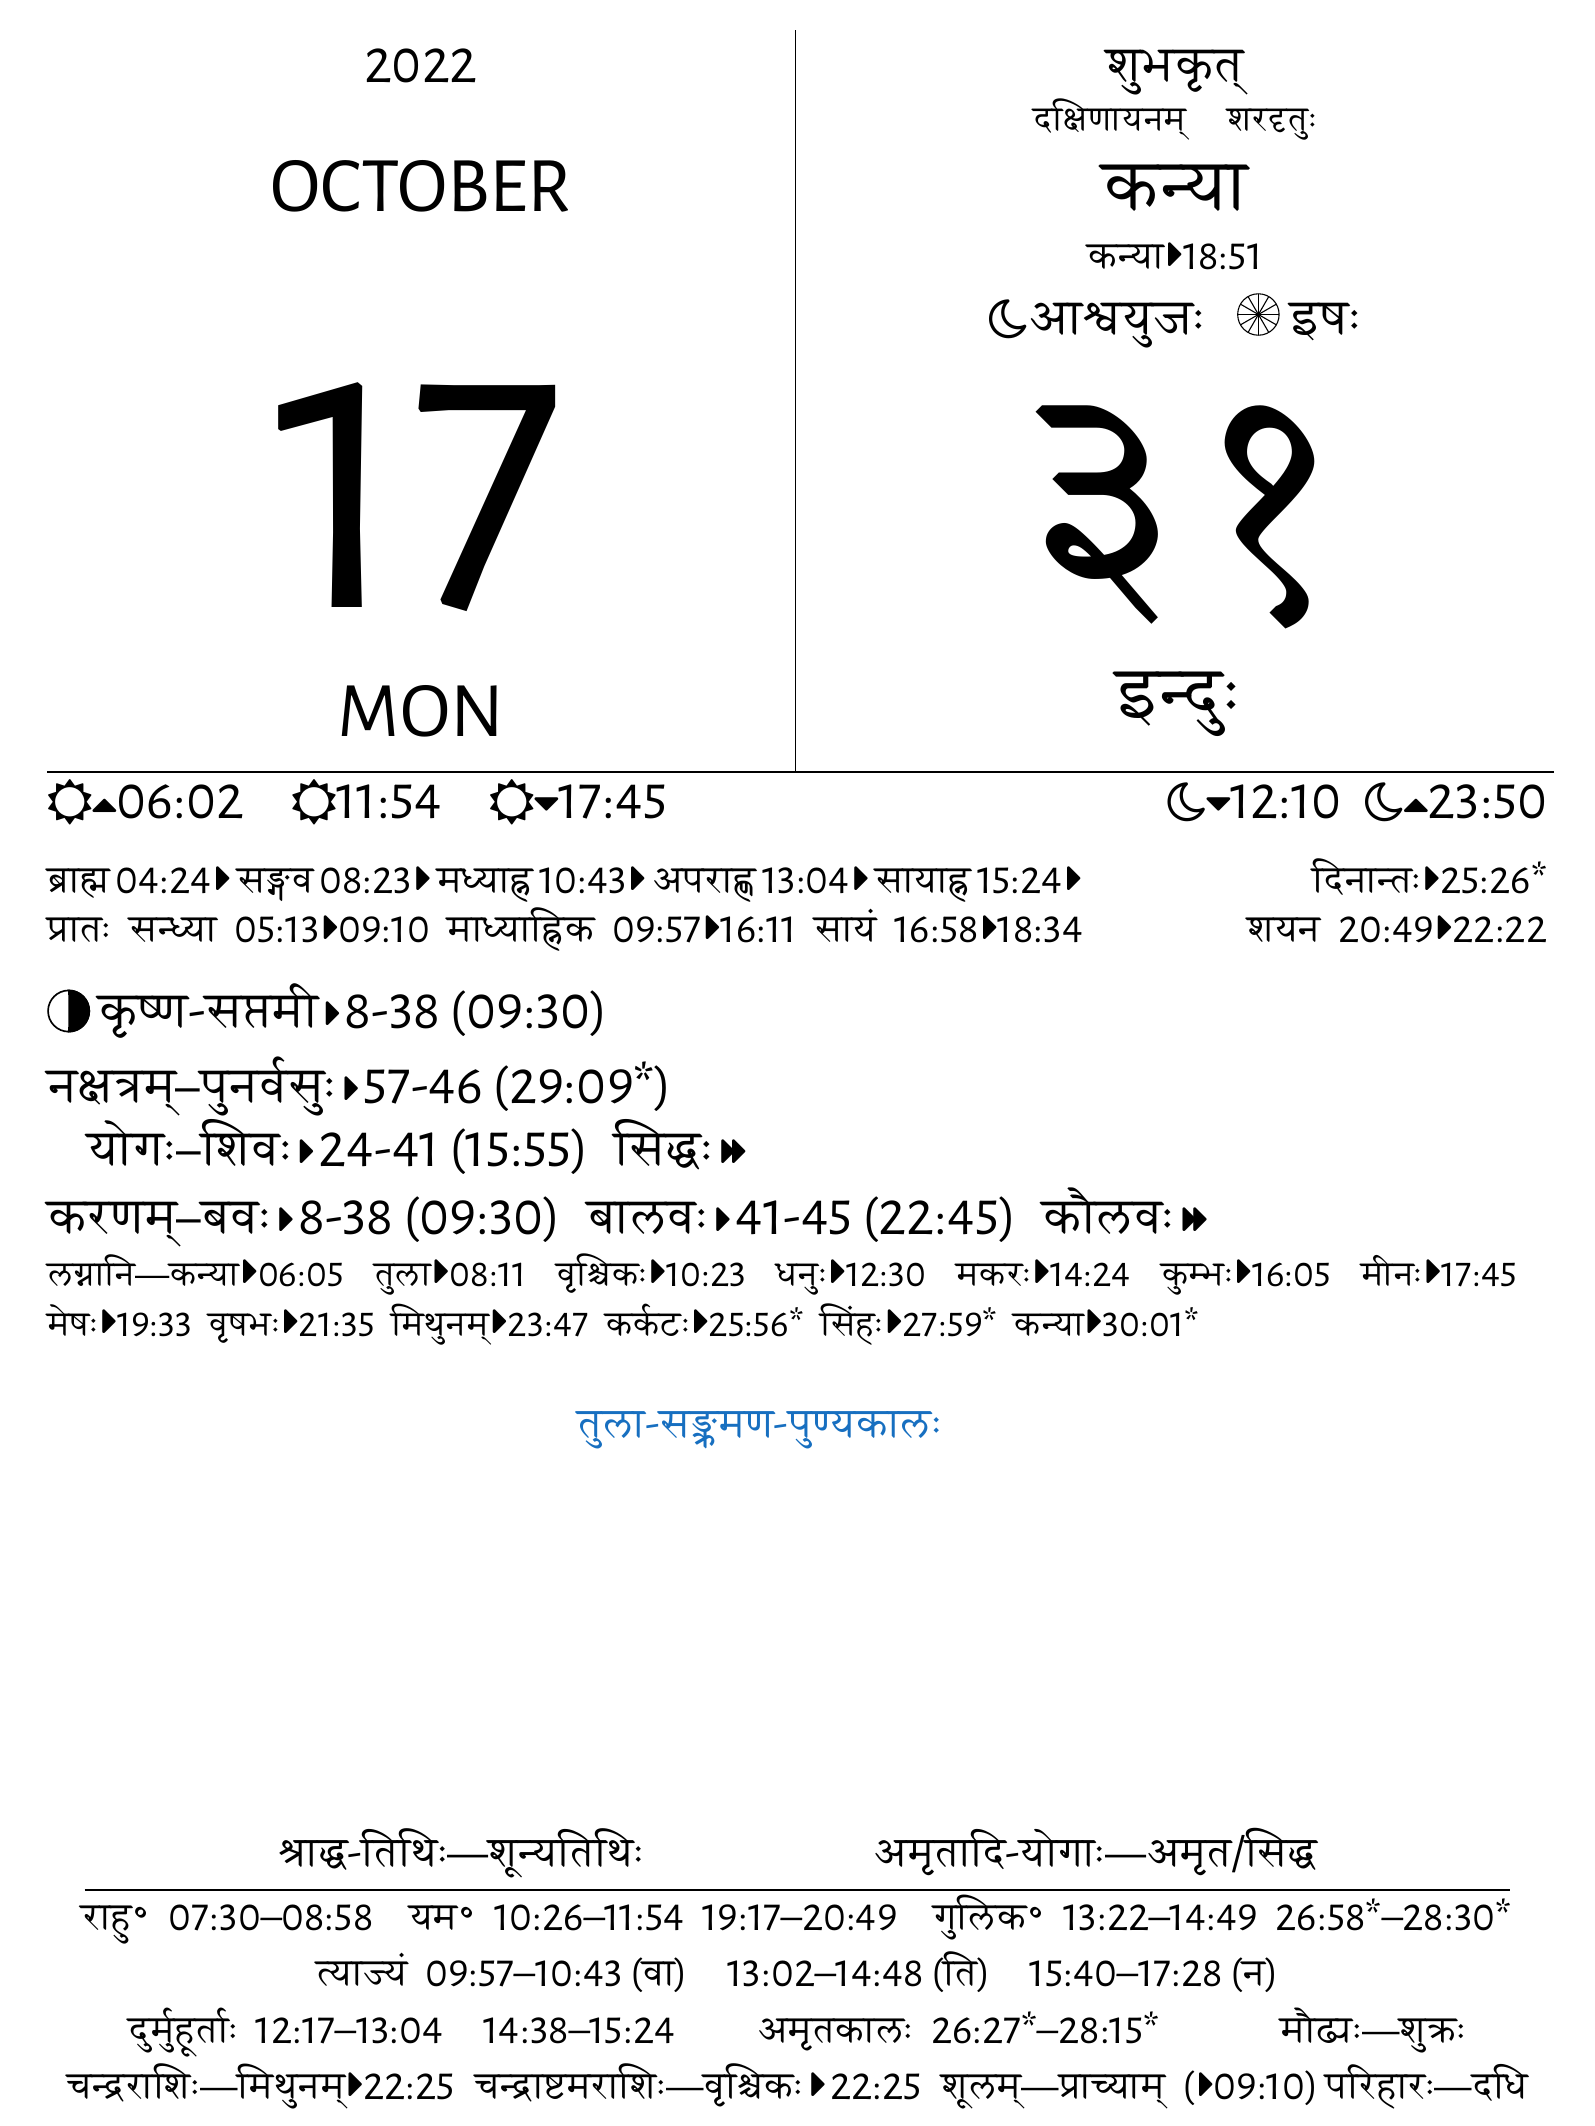 2022
OCTOBER
17
MON
शुभकृत्
दक्षिणायनम् शरदृतुः
कन्या
कन्या⏵18:51
आश्वयुजः इषः
३१
इन्दुः
06:02 11:54 17:45 12:10 23:50
ब्राह्म 04:24⏵ सङ्गव 08:23⏵ मध्याह्न 10:43⏵ अपराह्ण 13:04⏵ सायाह्न 15:24⏵ दिनान्तः⏵25:26*
प्रातः सन्ध्या 05:13⏵09:10 माध्याह्निक 09:57⏵16:11 सायं 16:58⏵18:34 शयन 20:49⏵22:22
कृष्ण-सप्तमी⏵8-38 (09:30)
नक्षत्रम्–पुनर्वसुः⏵57-46 (29:09*)
योगः–शिवः⏵24-41 (15:55) सिद्धः⏩
करणम्–बवः⏵8-38 (09:30) बालवः⏵41-45 (22:45) कौलवः⏩
लग्नानि—कन्या⏵06:05 तुला⏵08:11 वृश्चिकः⏵10:23 धनुः⏵12:30 मकरः⏵14:24 कुम्भः⏵16:05 मीनः⏵17:45
मेषः⏵19:33 वृषभः⏵21:35 मिथुनम्⏵23:47 कर्कटः⏵25:56* सिंहः⏵27:59* कन्या⏵30:01*
तुला-सङ्क्रमण-पुण्यकालः
श्राद्ध-तिथिः—शून्यतिथिः अमृतादि-योगाः—अमृत/सिद्ध
राहु॰ 07:30–08:58 यम॰ 10:26–11:54 19:17–20:49 गुलिक॰ 13:22–14:49 26:58*–28:30*
त्याज्यं 09:57–10:43 (वा) 13:02–14:48 (ति) 15:40–17:28 (न)
दुर्मुहूर्ताः 12:17–13:04 14:38–15:24 अमृतकालः 26:27*–28:15* मौढ्यः—शुक्रः
चन्द्रराशिः—मिथुनम्⏵22:25 चन्द्राष्टमराशिः—वृश्चिकः⏵22:25 शूलम्—प्राच्याम् (⏵09:10) परिहारः—दधि